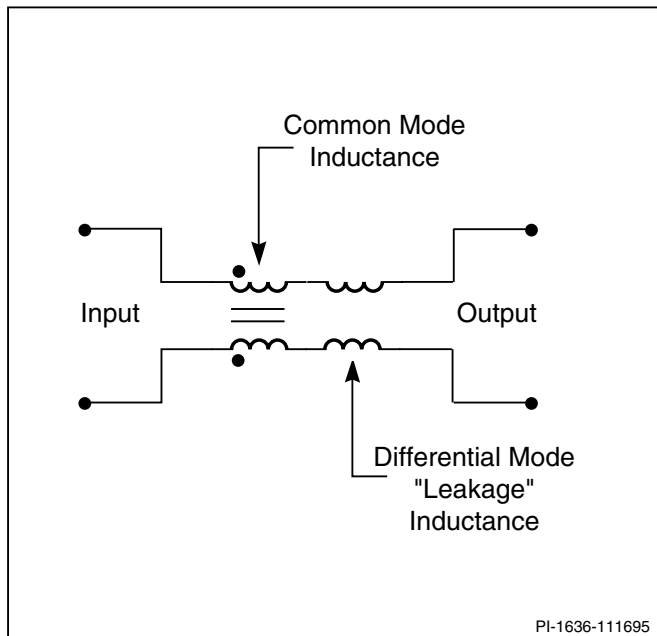 Common Mode
Inductance
Input
Output
Differential Mode
"Leakage"
Inductance
PI-1636-111695